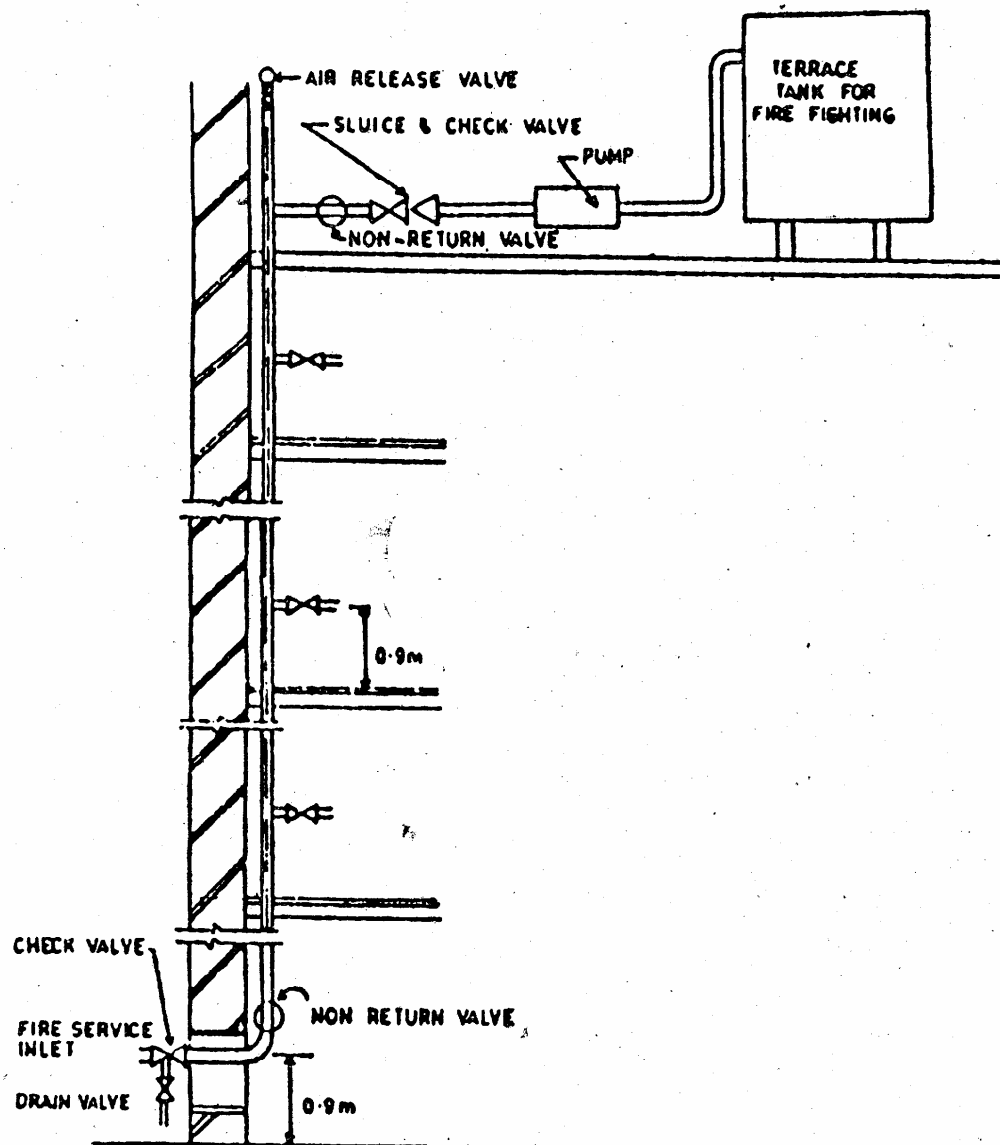 AIR RELEASE VALVE
TERRACE
TANK FOR
FIRE FIGHTING
SLUICE & CHECK VALVE
PUMP
NON-RETURN VALVE
0.9m
CHECK VALVE
NON RETURN VALVE
FIRE SERVICE
INLET
DRAIN VALVE
0.9m